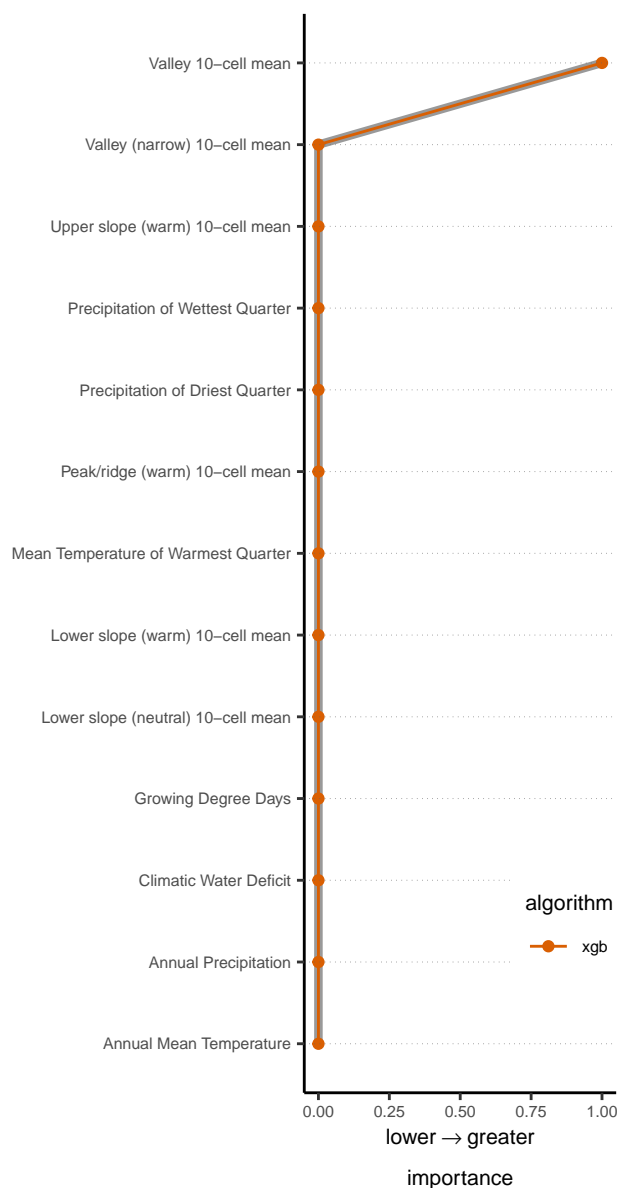 Valley 10−cell mean
Valley (narrow) 10−cell mean
Upper slope (warm) 10−cell mean
Precipitation of Wettest Quarter
Precipitation of Driest Quarter
Peak/ridge (warm) 10−cell mean
Mean Temperature of Warmest Quarter
Lower slope (warm) 10−cell mean
Lower slope (neutral) 10−cell mean
Growing Degree Days
Climatic Water Deficit
algorithm
xgb
Annual Precipitation
Annual Mean Temperature
0.00 0.25 0.50 0.75 1.00
lower → greater
importance